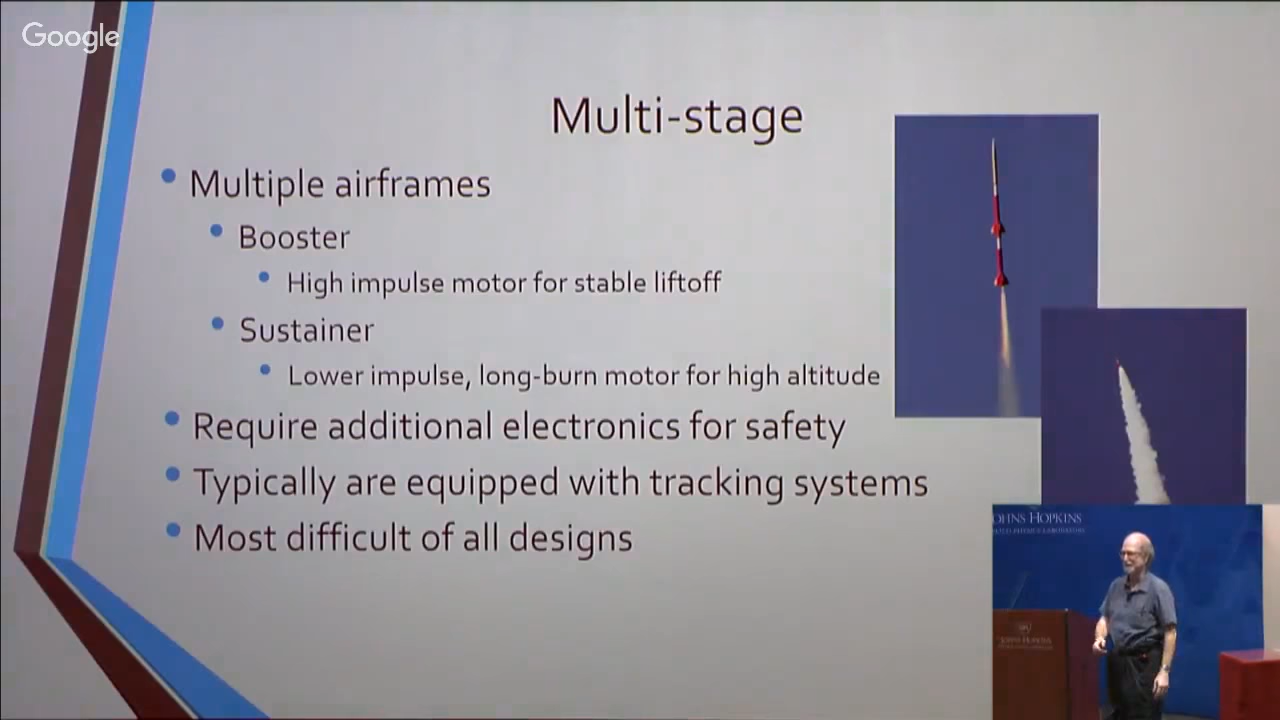 Google
Multi-stage
Multiple airframes
Booster
High impulse motor for stable liftoff
Sustainer
Lower impulse, long-burn motor for high altitude
Require additional electronics for safety
Typically are equipped with tracking systems
Most difficult of all designs
OHNS HOPKINS
JOHNS HOPKINS